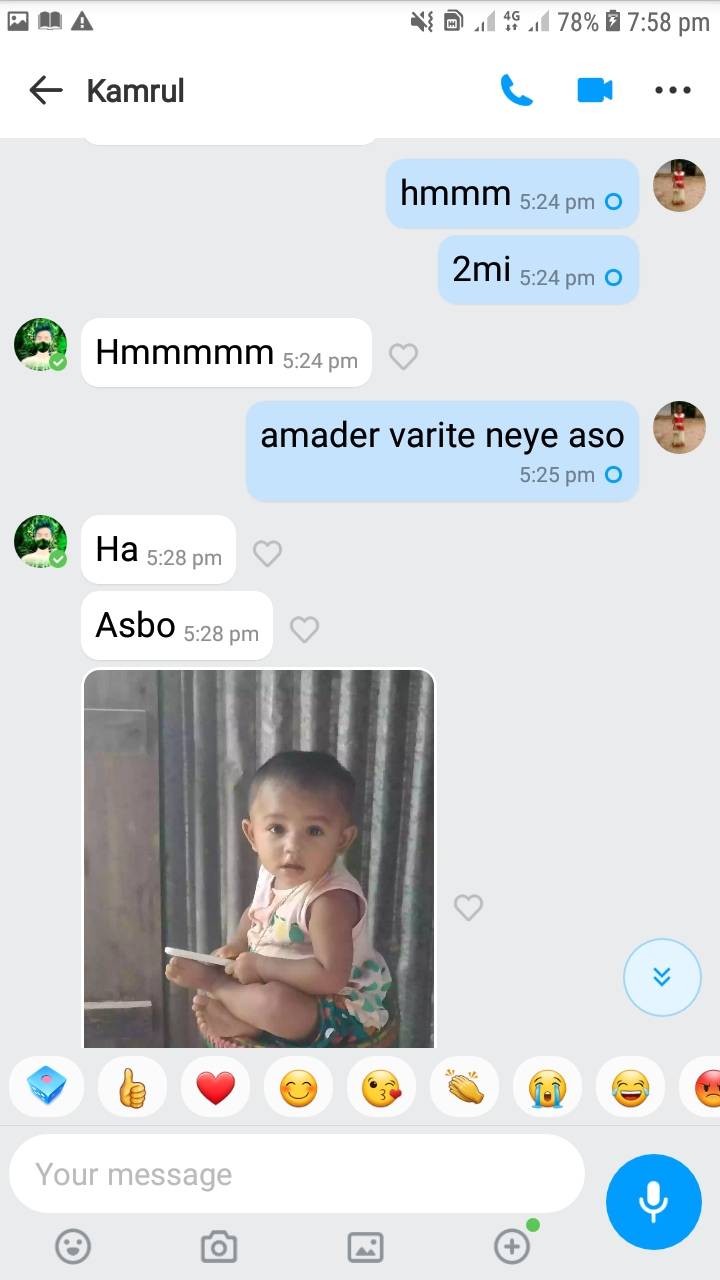 4G 78% 7:58 pm
Kamrul
hmmm 5:24 pm
2mi 5:24 pm
Hmmmmm 5:24 pm
amader varite neye aso
5:25 pm
Ha 5:28 pm
Asbo 5:28 pm
Your message